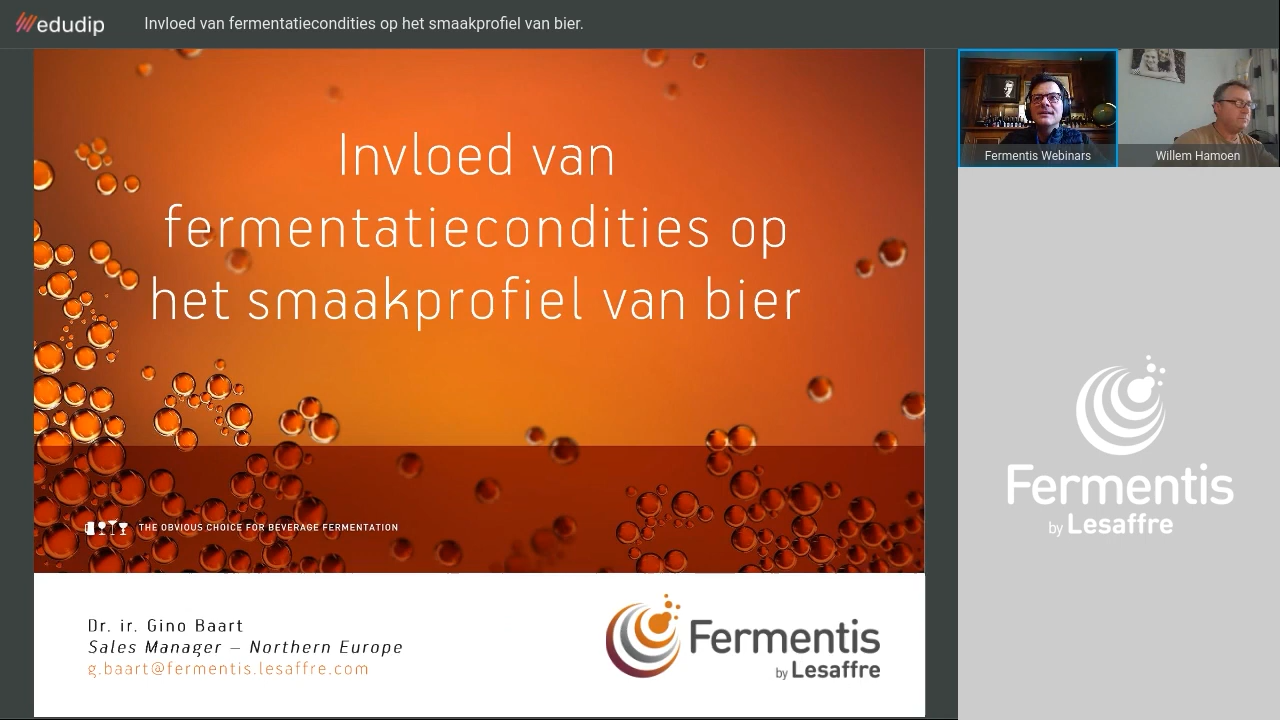 edudip
Invloed van fermentatiecondities op het smaakprofiel van bier.
Invloed van
fermentatiecondities op
het smaakprofiel van bier
THE OBVIOUS CHOICE FOR BEVERAGE FERMENTATION
Dr. ir. Gino Baart
Sales Manager – Northern Europe
g.baart@fermentis.lesaffre.com
Fermentis
by Lesaffre
Fermentis Webinars
Willem Hamoen
Fermentis
by Lesaffre